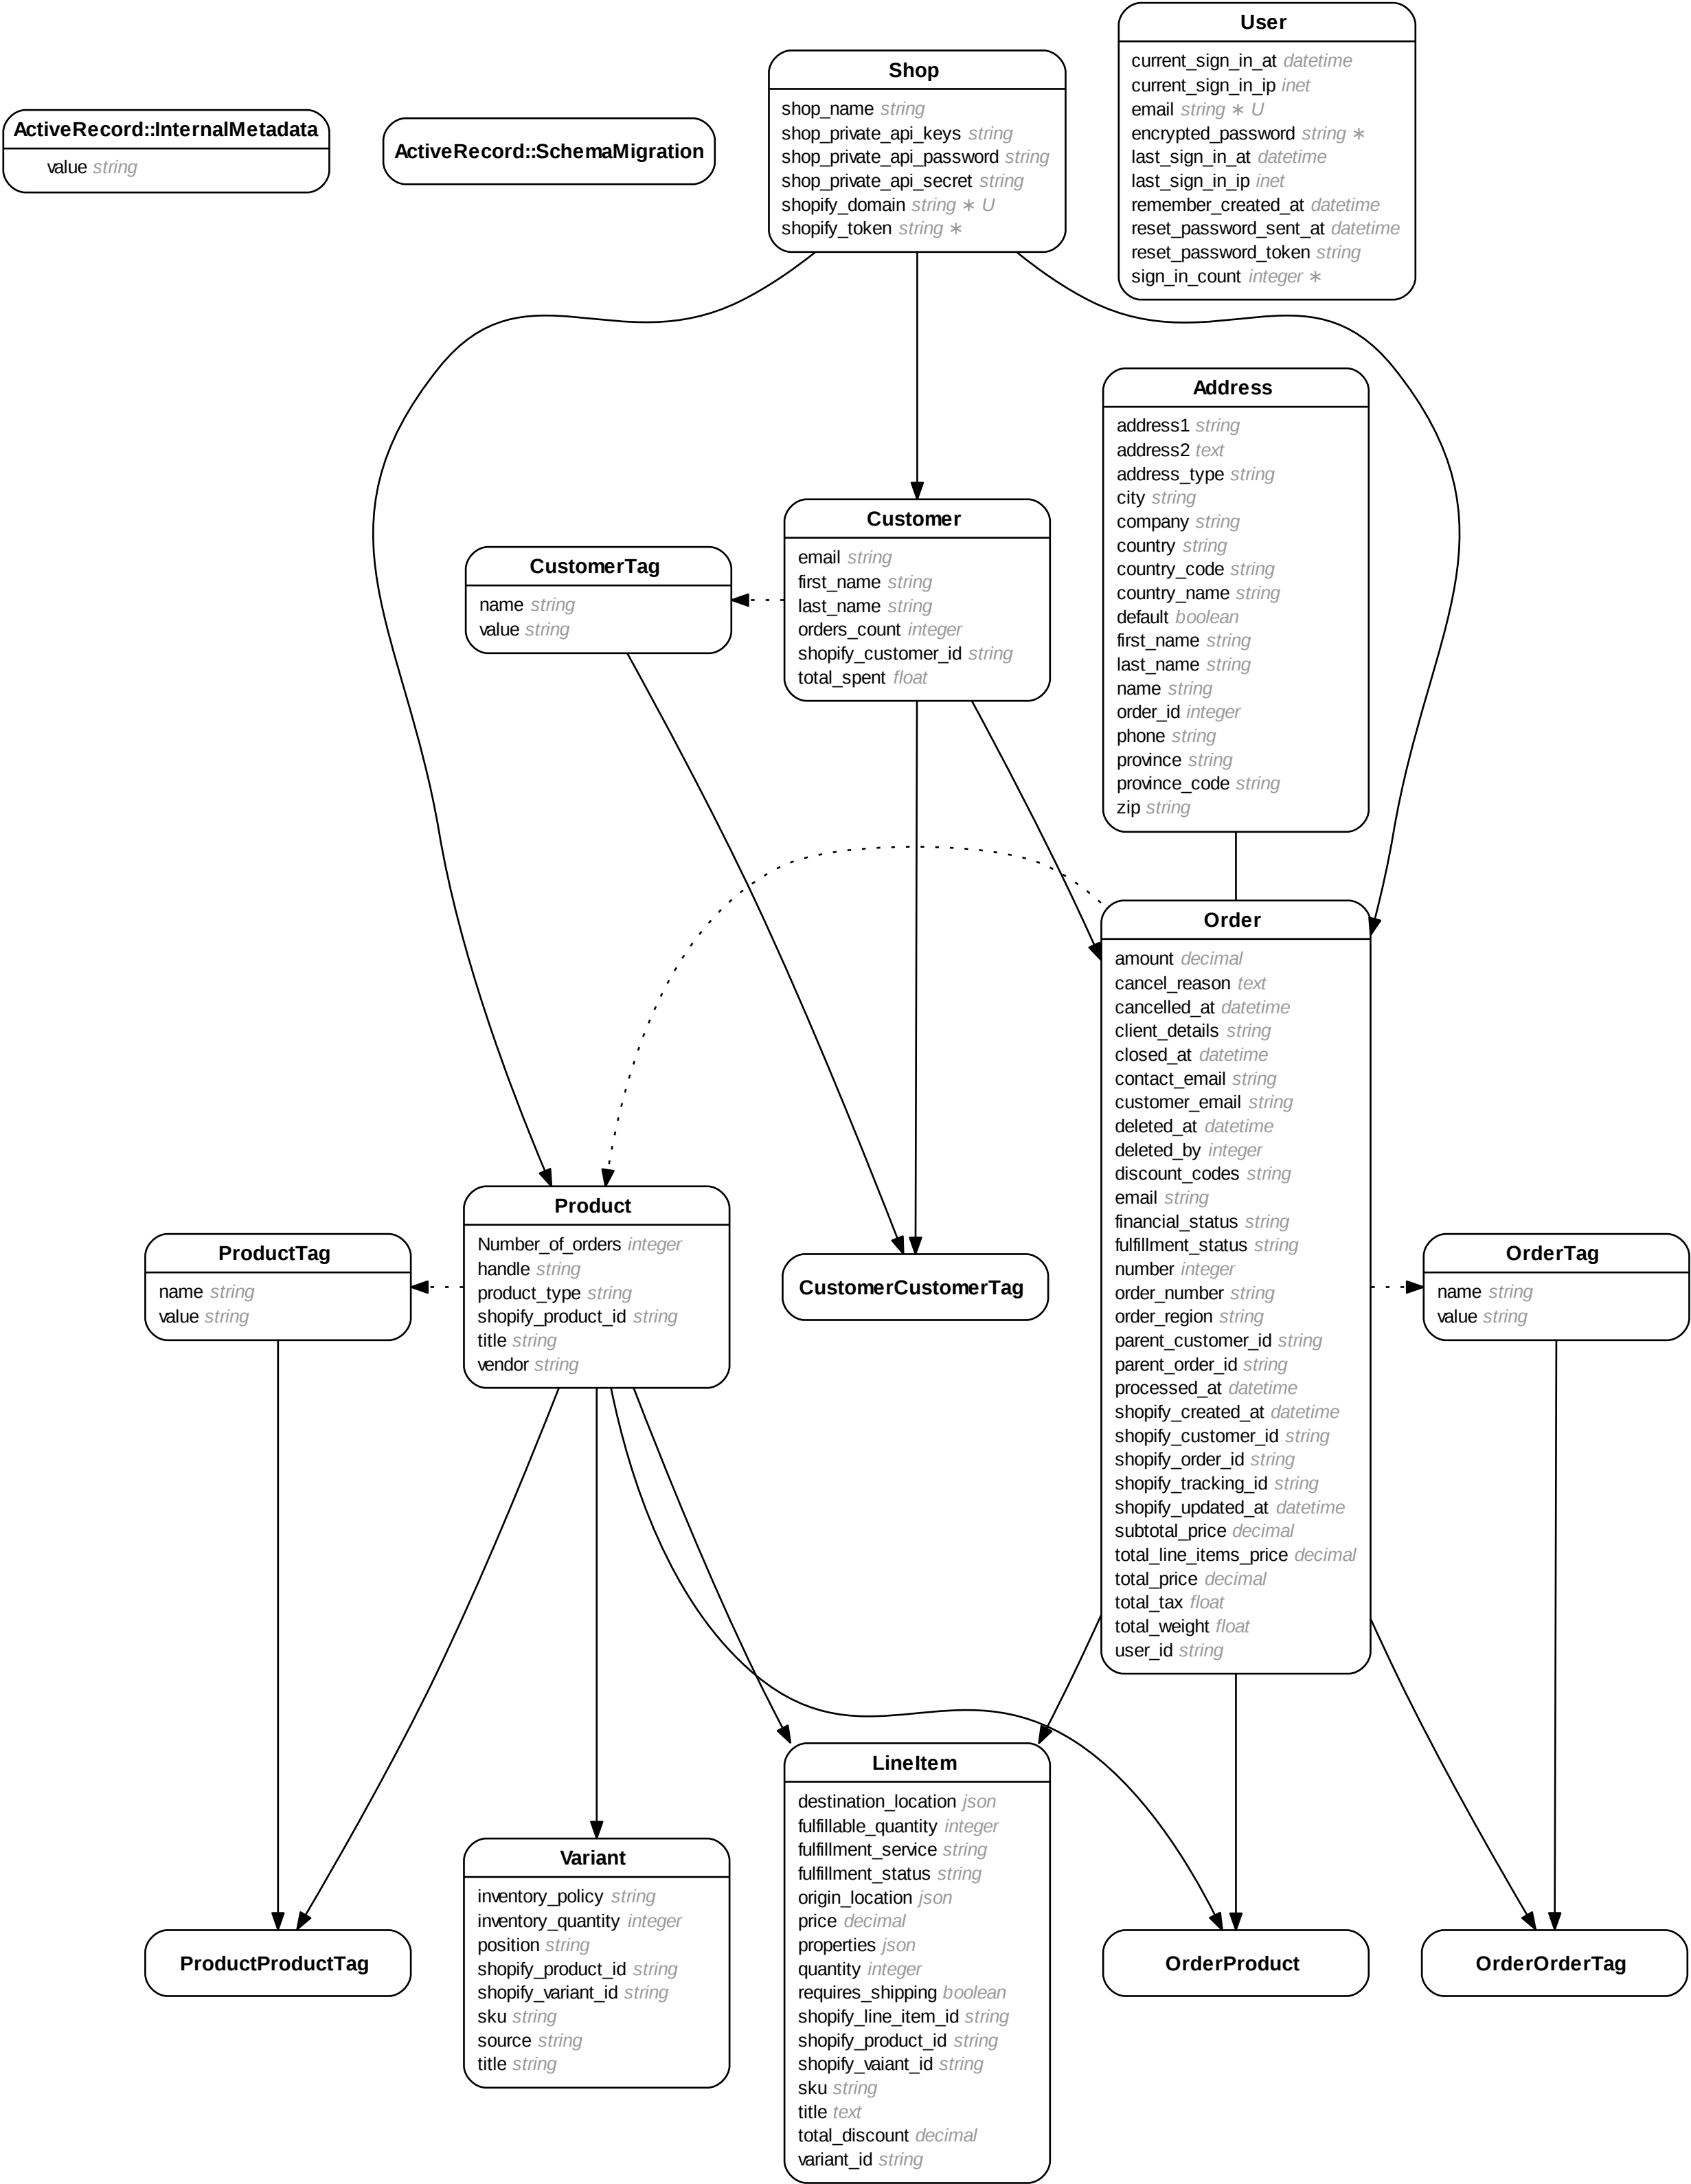 User
current_sign_in_at datetime
current_sign_in_ip inet
email string ∗ U
encrypted_password string ∗
last_sign_in_at datetime
last_sign_in_ip inet
remember_created_at datetime
reset_password_sent_at datetime
reset_password_token string
sign_in_count integer ∗
Shop
shop_name string
shop_private_api_keys string
shop_private_api_password string
shop_private_api_secret string
shopify_domain string ∗ U
shopify_token string ∗
ActiveRecord::InternalMetadata
value string
ActiveRecord::SchemaMigration
Address
address1 string
address2 text
address_type string
city string
company string
country string
country_code string
country_name string
default boolean
first_name string
last_name string
name string
order_id integer
phone string
province string
province_code string
zip string
Customer
email string
first_name string
last_name string
orders_count integer
shopify_customer_id string
total_spent float
CustomerTag
name string
value string
Order
amount decimal
cancel_reason text
cancelled_at datetime
client_details string
closed_at datetime
contact_email string
customer_email string
deleted_at datetime
deleted_by integer
discount_codes string
email string
financial_status string
fulfillment_status string
number integer
order_number string
order_region string
parent_customer_id string
parent_order_id string
processed_at datetime
shopify_created_at datetime
shopify_customer_id string
shopify_order_id string
shopify_tracking_id string
shopify_updated_at datetime
subtotal_price decimal
total_line_items_price decimal
total_price decimal
total_tax float
total_weight float
user_id string
Product
Number_of_orders integer
handle string
product_type string
shopify_product_id string
title string
vendor string
ProductTag
name string
value string
CustomerCustomerTag
OrderTag
name string
value string
LineItem
destination_location json
fulfillable_quantity integer
fulfillment_service string
fulfillment_status string
origin_location json
price decimal
properties json
quantity integer
requires_shipping boolean
shopify_line_item_id string
shopify_product_id string
shopify_vaiant_id string
sku string
title text
total_discount decimal
variant_id string
Variant
inventory_policy string
inventory_quantity integer
position string
shopify_product_id string
shopify_variant_id string
sku string
source string
title string
ProductProductTag
OrderProduct
OrderOrderTag